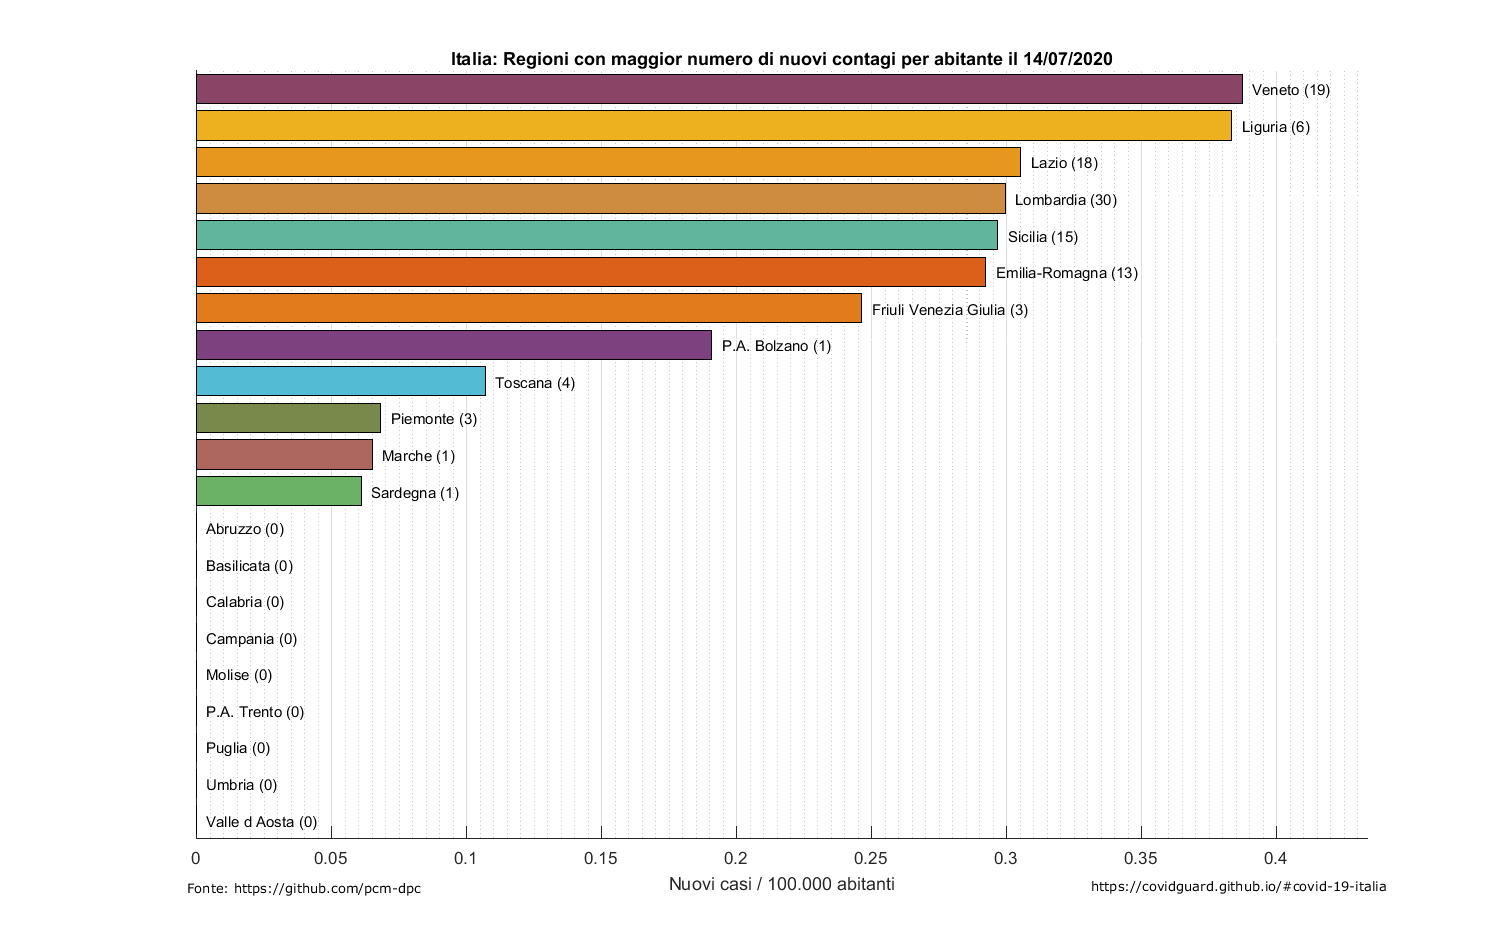 Italia: Regioni con maggior numero di nuovi contagi per abitante il 14/07/2020
Veneto (19)
Liguria (6)
Lazio (18)
Lombardia (30)
Sicilia (15)
Emilia-Romagna (13)
Friuli Venezia Giulia (3)
P.A. Bolzano (1)
Toscana (4)
Piemonte (3)
Marche (1)
Sardegna (1)
Abruzzo (0)
Basilicata (0)
Calabria (0)
Campania (0)
Molise (0)
P.A. Trento (0)
Puglia (0)
Umbria (0)
Valle d Aosta (0)
0 0.05 0.1 0.15 0.2 0.25 0.3 0.35 0.4
Nuovi casi / 100.000 abitanti
Fonte: https://github.com/pcm-dpc
https://covidguard.github.io/#covid-19-italia